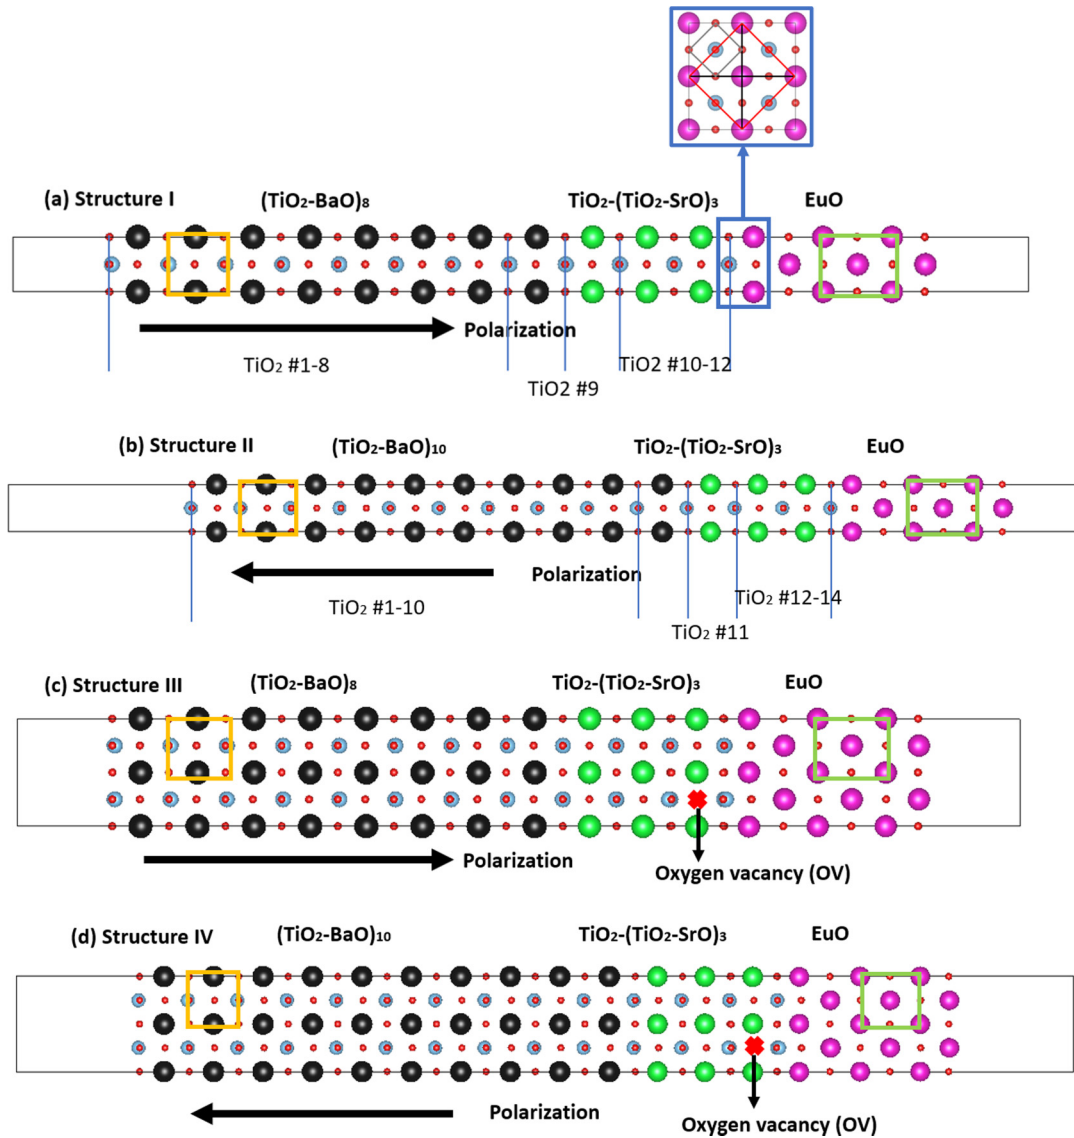 (a) Structure I (TiO₂-BaO)₈ TiO₂-(TiO₂-SrO)₃ EuO
Polarization
TiO₂ #1-8
TiO2 #10-12
TiO2 #9
(b) Structure II (TiO₂-BaO)₁₀ TiO₂-(TiO₂-SrO)₃ EuO
Polarization
TiO₂ #1-10
TiO₂ #12-14
TiO₂ #11
(c) Structure III (TiO₂-BaO)₈ TiO₂-(TiO₂-SrO)₃ EuO
Polarization
Oxygen vacancy (OV)
(d) Structure IV (TiO₂-BaO)₁₀ TiO₂-(TiO₂-SrO)₃ EuO
Polarization
Oxygen vacancy (OV)